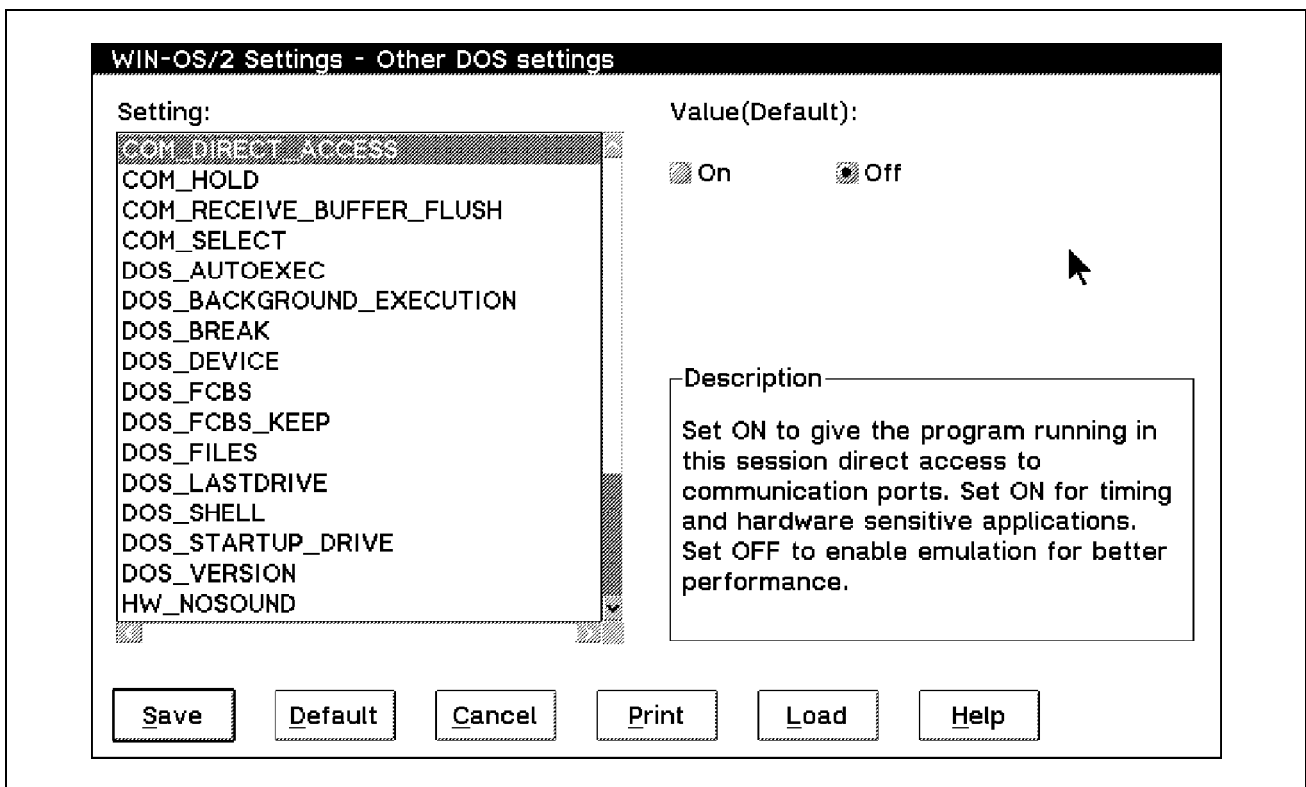 WIN-OS/2 Settings - Other DOS settings
Setting:
COM_DIRECT_ACCESS
COM_HOLD
COM_RECEIVE_BUFFER_FLUSH
COM_SELECT
DOS_AUTOEXEC
DOS_BACKGROUND_EXECUTION
DOS_BREAK
DOS_DEVICE
DOS_FCBS
DOS_FCBS_KEEP
DOS_FILES
DOS_LASTDRIVE
DOS_SHELL
DOS_STARTUP_DRIVE
DOS_VERSION
HW_NOSOUND
Value(Default):
On Off
Description
Set ON to give the program running in
this session direct access to
communication ports. Set ON for timing
and hardware sensitive applications.
Set OFF to enable emulation for better
performance.
Save Default Cancel Print Load Help